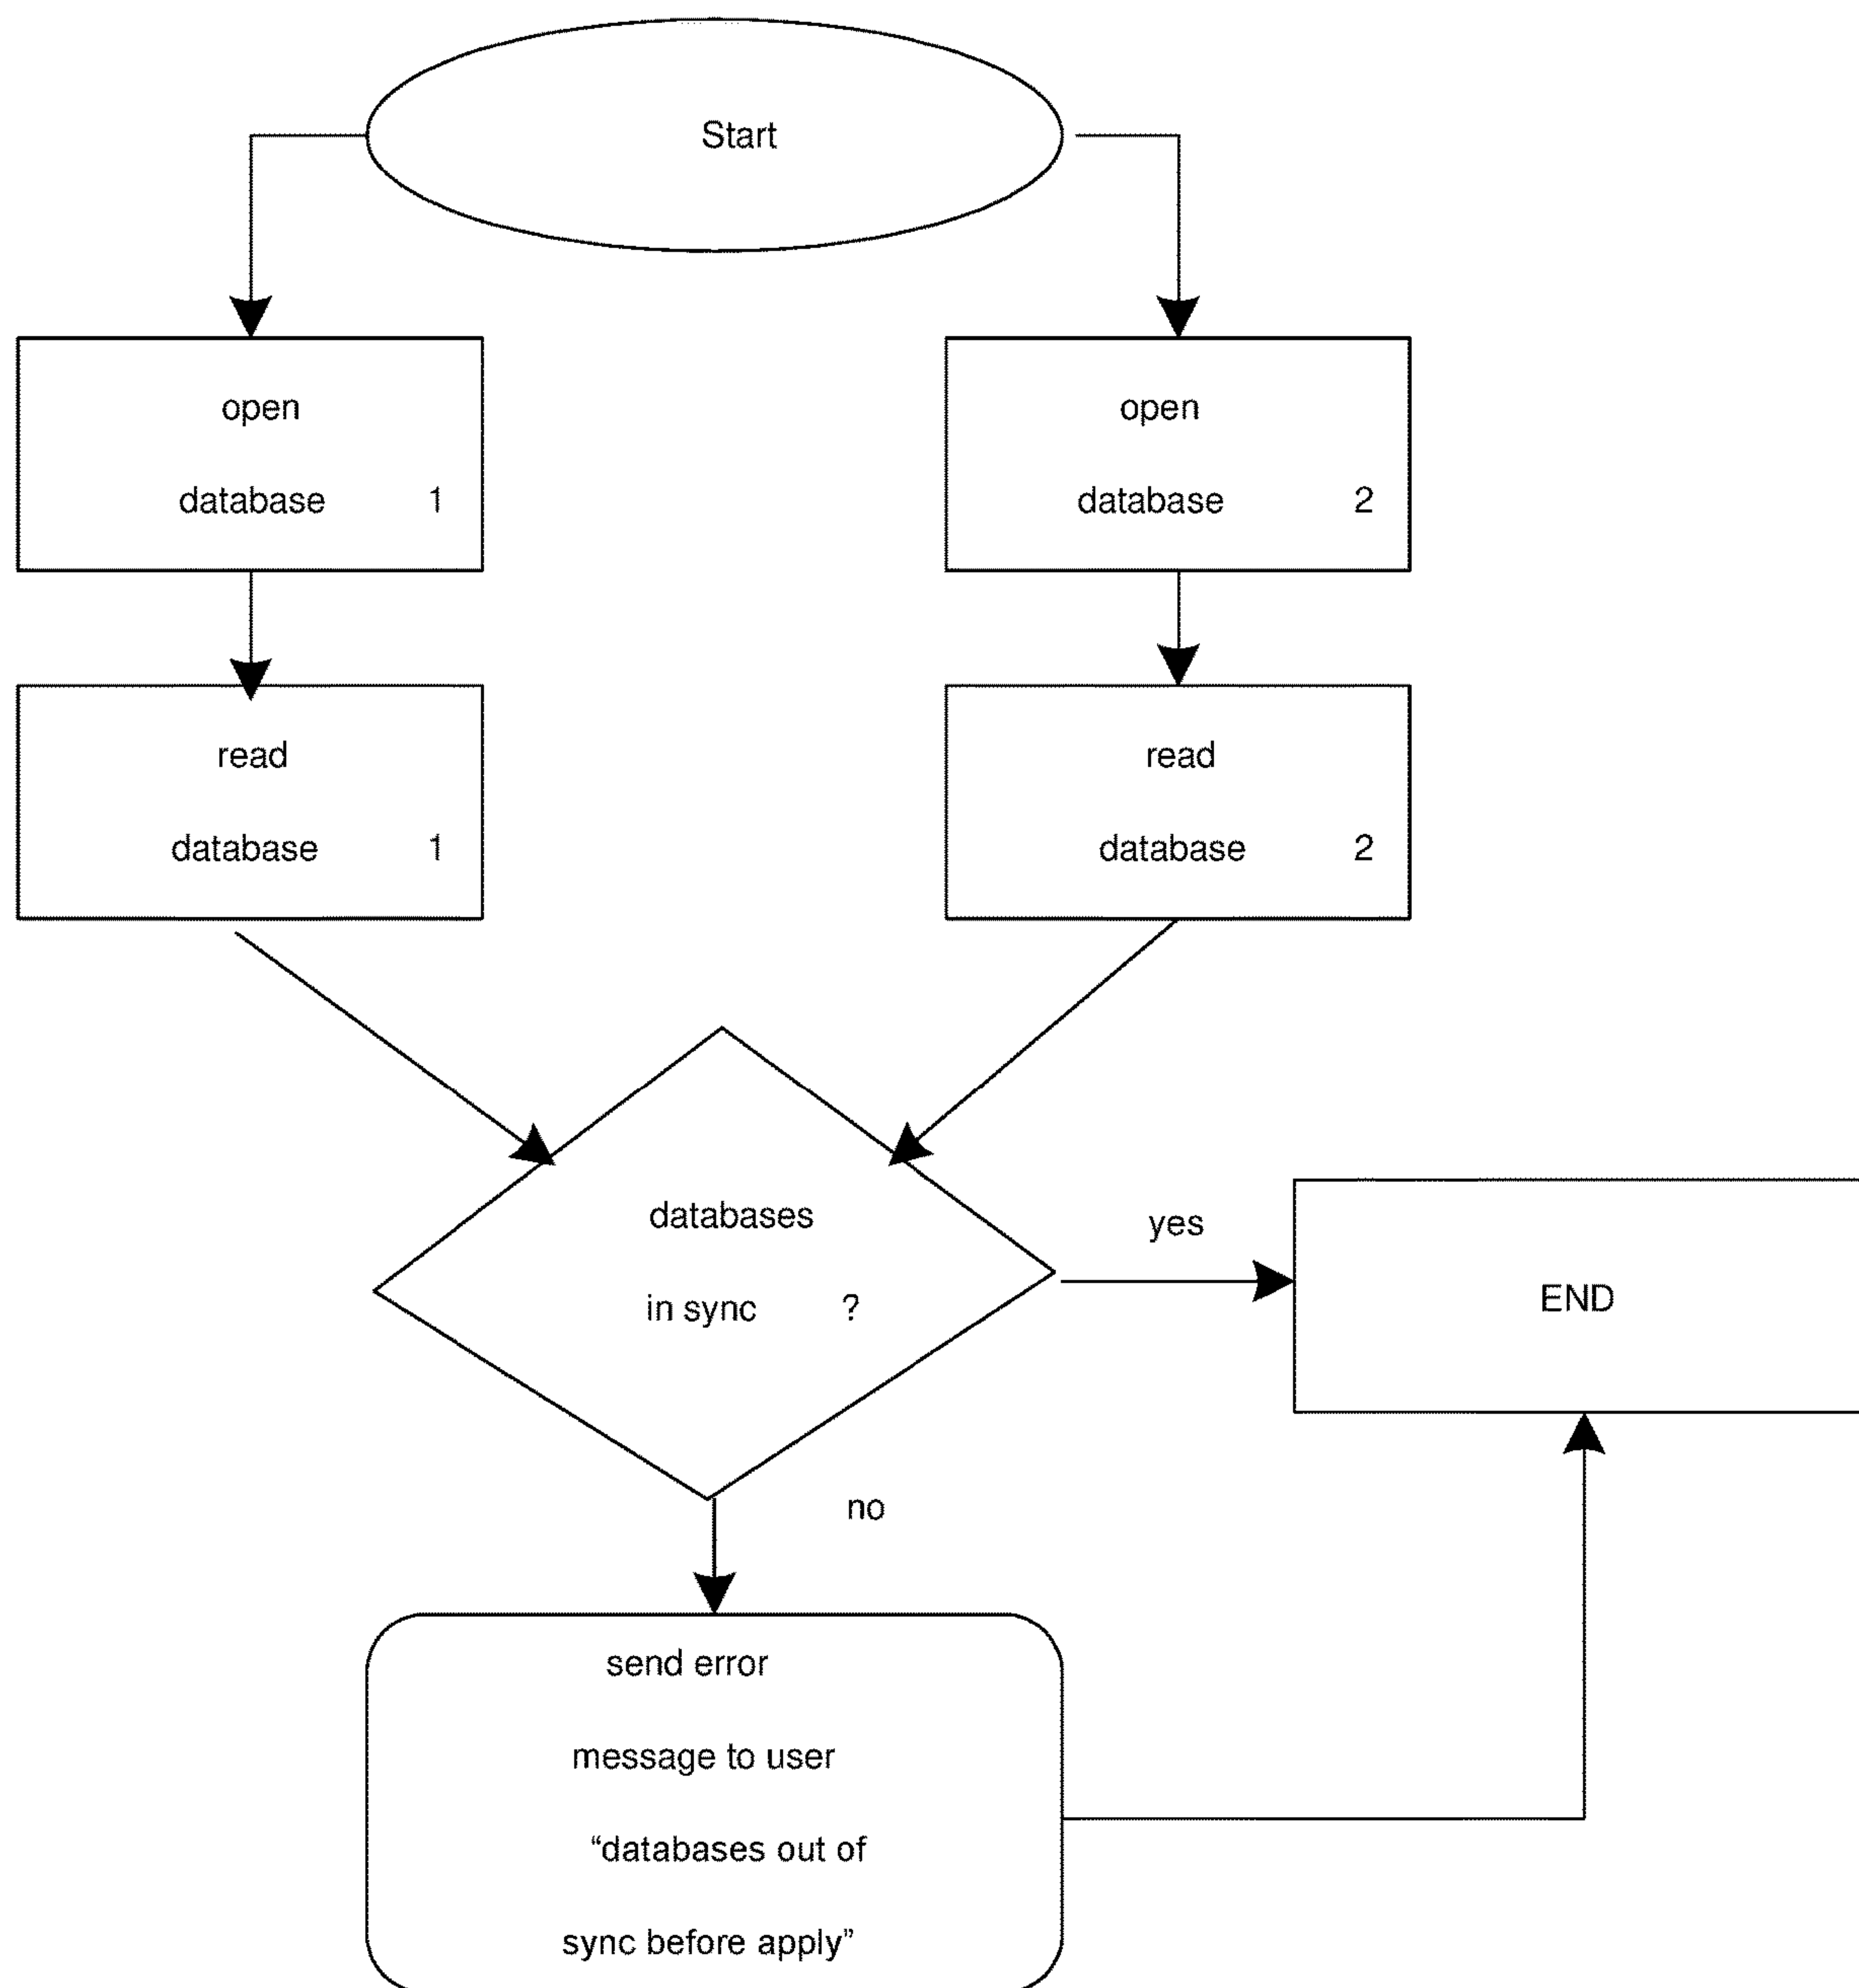 Start
open
database 1
open
database 2
read
database 1
read
database 2
databases
in sync ?
yes
END
no
send error
message to user
“databases out of
sync before apply”